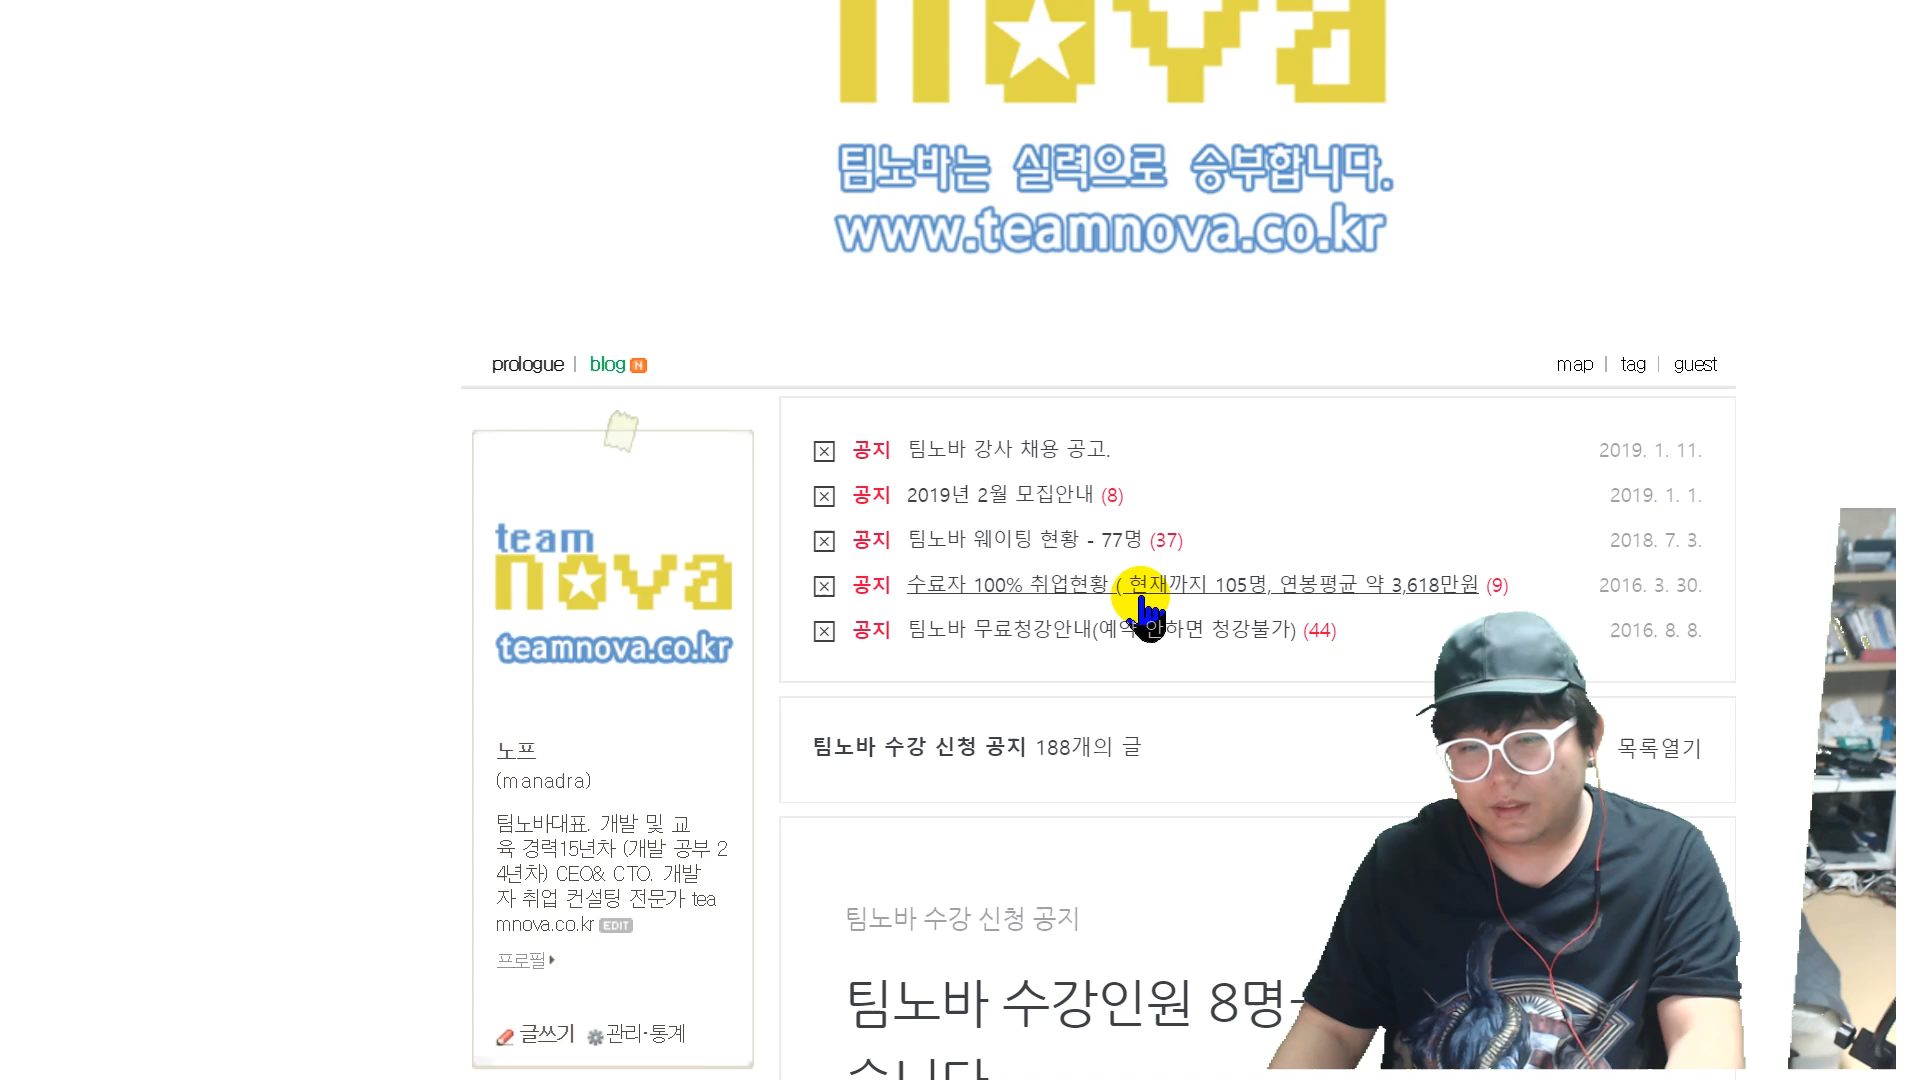 nova
팀노바는 실력으로 승부합니다.
www.teamnova.co.kr
prologue | blog N
map | tag | guest
공지 팀노바 강사 채용 공고. 2019. 1. 11.
공지 2019년 2월 모집안내 (8) 2019. 1. 1.
공지 팀노바 웨이팅 현황 - 77명 (37) 2018. 7. 3.
공지 수료자 100% 취업현황 ( 현재까지 105명, 연봉평균 약 3,618만원 (9) 2016. 3. 30.
공지 팀노바 무료청강안내(예약 안하면 청강불가) (44) 2016. 8. 8.
team
nova
teamnova.co.kr
노프
(manadra)
팀노바대표. 개발 및 교
육 경력15년차 (개발 공부 2
4년차) CEO& CTO. 개발
자 취업 컨설팅 전문가 tea
mnova.co.kr EDIT
프로필
글쓰기 관리·통계
팀노바 수강 신청 공지 188개의 글
목록열기
팀노바 수강 신청 공지
팀노바 수강인원 8명
습니다